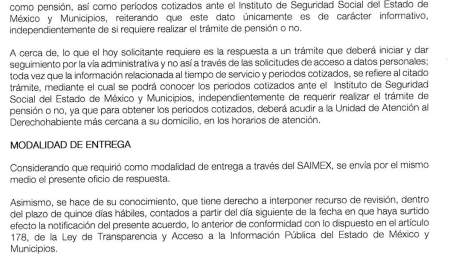 como pensión, así como períodos cotizados ante el Instituto de Seguridad Social del Estado de
México y Municipios, reiterando que este dato únicamente es de carácter informativo,
independientemente de si requiere realizar el trámite de pensión o no.
A cerca de, lo que el hoy solicitante requiere es la respuesta a un trámite que deberá iniciar y dar
seguimiento por la vía administrativa y no así a través de las solicitudes de acceso a datos personales;
toda vez que la información relacionada al tiempo de servicio y periodos cotizados, se refiere al citado
trámite, mediante el cual se podrá conocer los periodos cotizados ante el Instituto de Seguridad
Social del Estado de México y Municipios, independientemente de requerir realizar el trámite de
pensión o no, ya que para obtener los periodos cotizados, deberá acudir a la Unidad de Atención al
Derechohabiente más cercana a su domicilio, en los horarios de atención.
MODALIDAD DE ENTREGA
Considerando que requirió como modalidad de entrega a través del SAIMEX, se envía por el mismo
medio el presente oficio de respuesta.
Asimismo, se hace de su conocimiento, que tiene derecho a interponer recurso de revisión, dentro
del plazo de quince días hábiles, contados a partir del día siguiente de la fecha en que haya surtido
efecto la notificación del presente acuerdo, lo anterior de conformidad con lo dispuesto en el artículo
178, de la Ley de Transparencia y Acceso a la Información Pública del Estado de México y
Municipios.